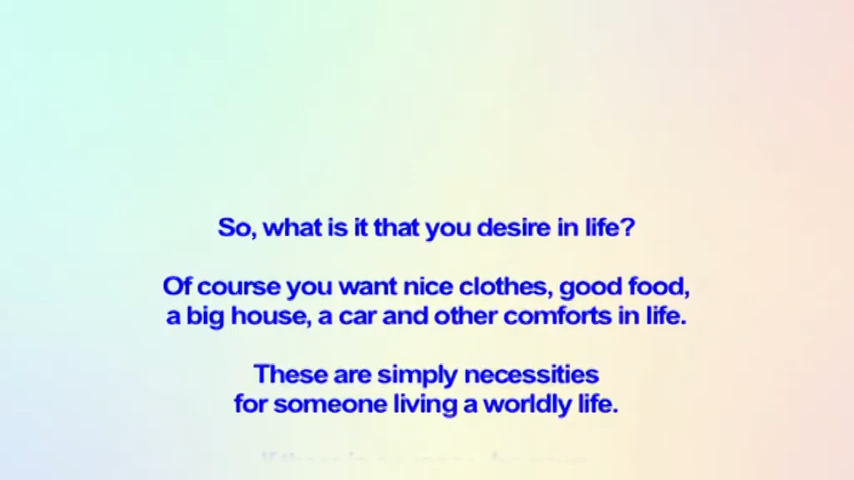 So, what is it that you desire in life?
Of course you want nice clothes, good food,
a big house, a car and other comforts in life.
These are simply necessities
for someone living a worldly life.